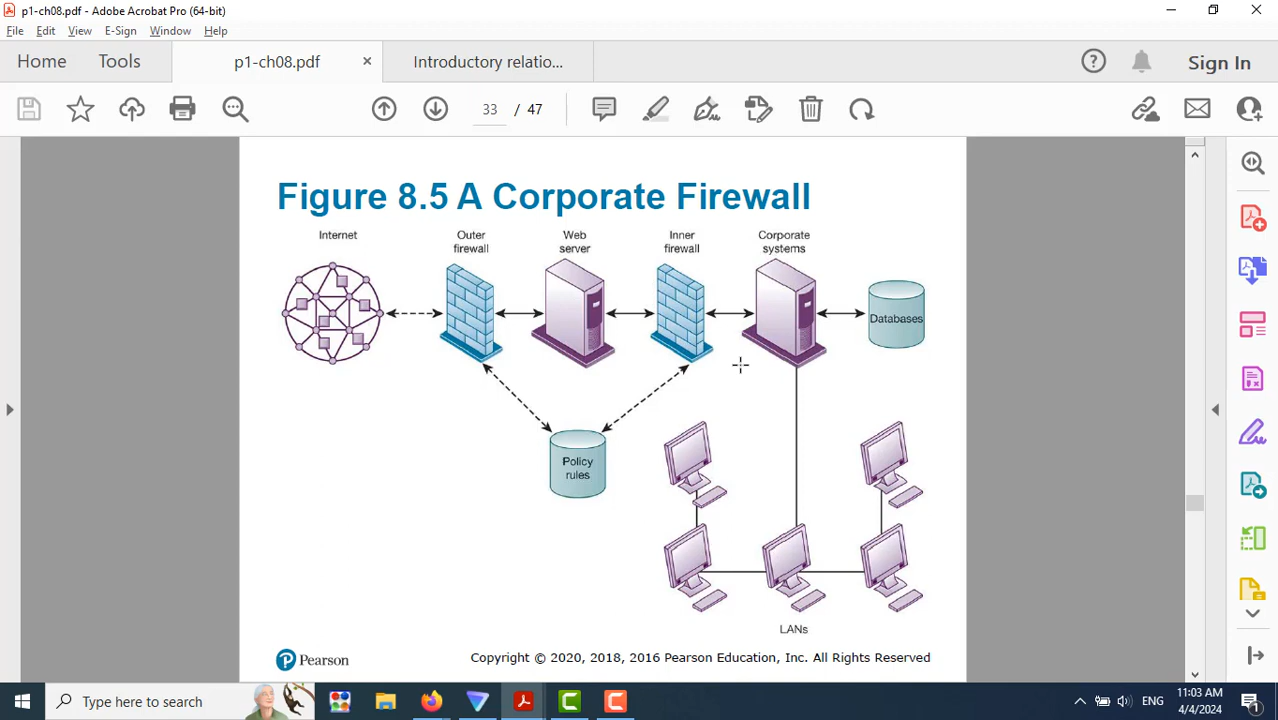 p1-ch08.pdf - Adobe Acrobat Pro (64-bit)
File Edit View E-Sign Window Help
Home Tools p1-ch08.pdf × Introductory relatio...
? Sign In
33 / 47
Figure 8.5 A Corporate Firewall
Internet
Outer
firewall
Web
server
Inner
firewall
Corporate
systems
Databases
Policy
rules
LANs
Pearson
Copyright © 2020, 2018, 2016 Pearson Education, Inc. All Rights Reserved
Type here to search
ENG
11:03 AM
4/4/2024
1